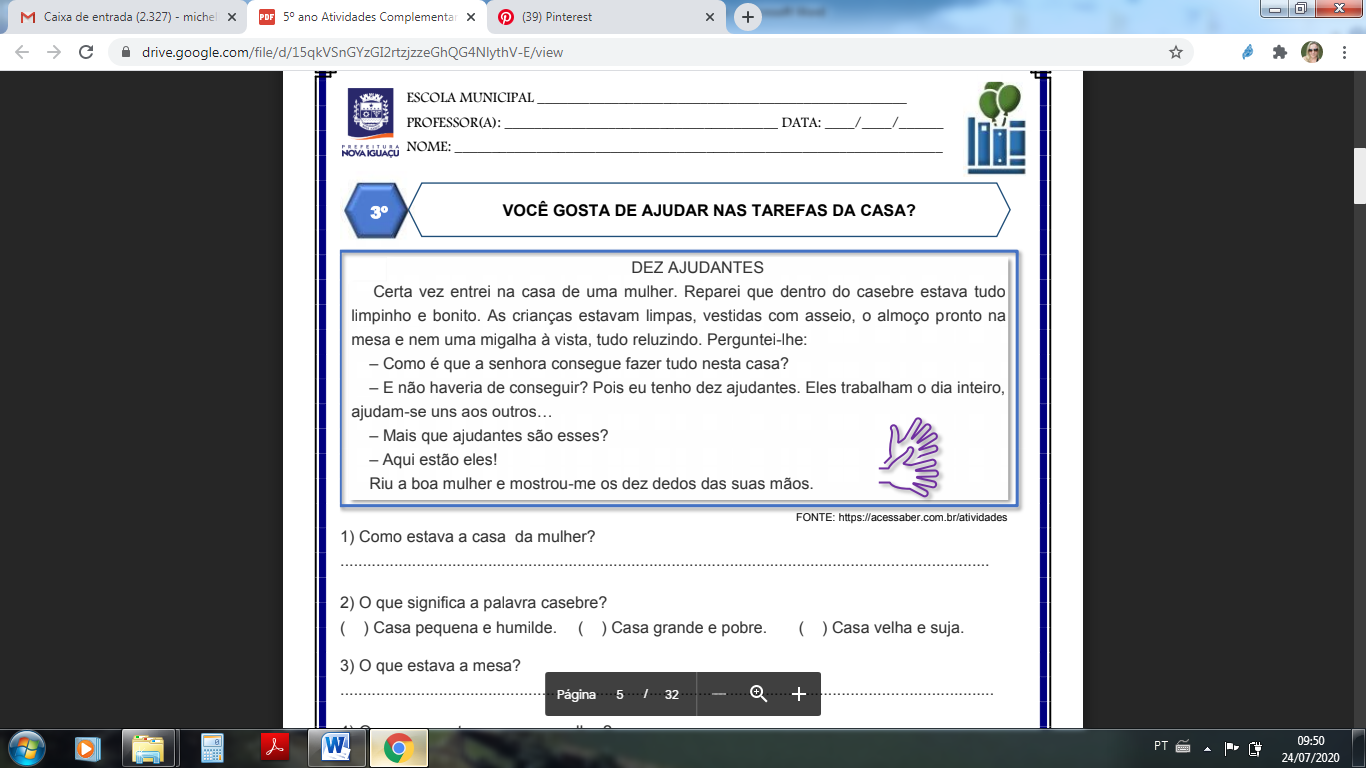 Caixa de entrada (2.327) - michel
5º ano Atividades Complementar
(39) Pinterest
drive.google.com/file/d/15qkVSnGYzGI2rtzjzzeGhQG4NlythV-E/view
ESCOLA MUNICIPAL ____________________________________________
PROFESSOR(A): ________________________________ DATA: ____/____/______
NOME: __________________________________________________________
PREFEITURA
NOVA IGUAÇU
3º
VOCÊ GOSTA DE AJUDAR NAS TAREFAS DA CASA?
DEZ AJUDANTES
Certa vez entrei na casa de uma mulher. Reparei que dentro do casebre estava tudo
limpinho e bonito. As crianças estavam limpas, vestidas com asseio, o almoço pronto na
mesa e nem uma migalha à vista, tudo reluzindo. Perguntei-lhe:
– Como é que a senhora consegue fazer tudo nesta casa?
– E não haveria de conseguir? Pois eu tenho dez ajudantes. Eles trabalham o dia inteiro,
ajudam-se uns aos outros…
– Mais que ajudantes são esses?
– Aqui estão eles!
Riu a boa mulher e mostrou-me os dez dedos das suas mãos.
FONTE: https://acessaber.com.br/atividades
1) Como estava a casa  da mulher?
2) O que significa a palavra casebre?
(    ) Casa pequena e humilde.     (    ) Casa grande e pobre.       (    ) Casa velha e suja.
3) O que estava a mesa?
Página 5 / 32
PT
09:50
24/07/2020